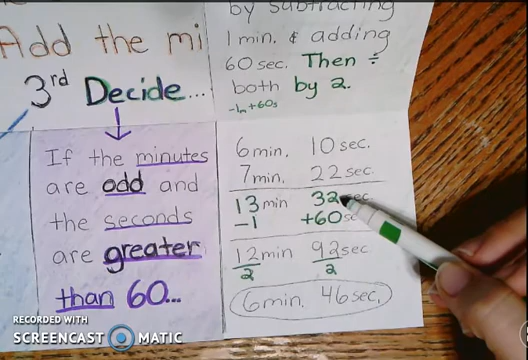 by subtracting
Add the mi
1 min. & adding
60 sec. Then ÷
3rd Decide...
both by 2.
-1m +60s
If the minutes
are odd and
the seconds
are greater
than 60...
6 min. 10 sec.
7 min. 22 sec.
13 min 32 sec.
-1 +60 sec
12 min 92 sec
2 2
6 min. 46 sec.
RECORDED WITH
SCREENCAST MATIC